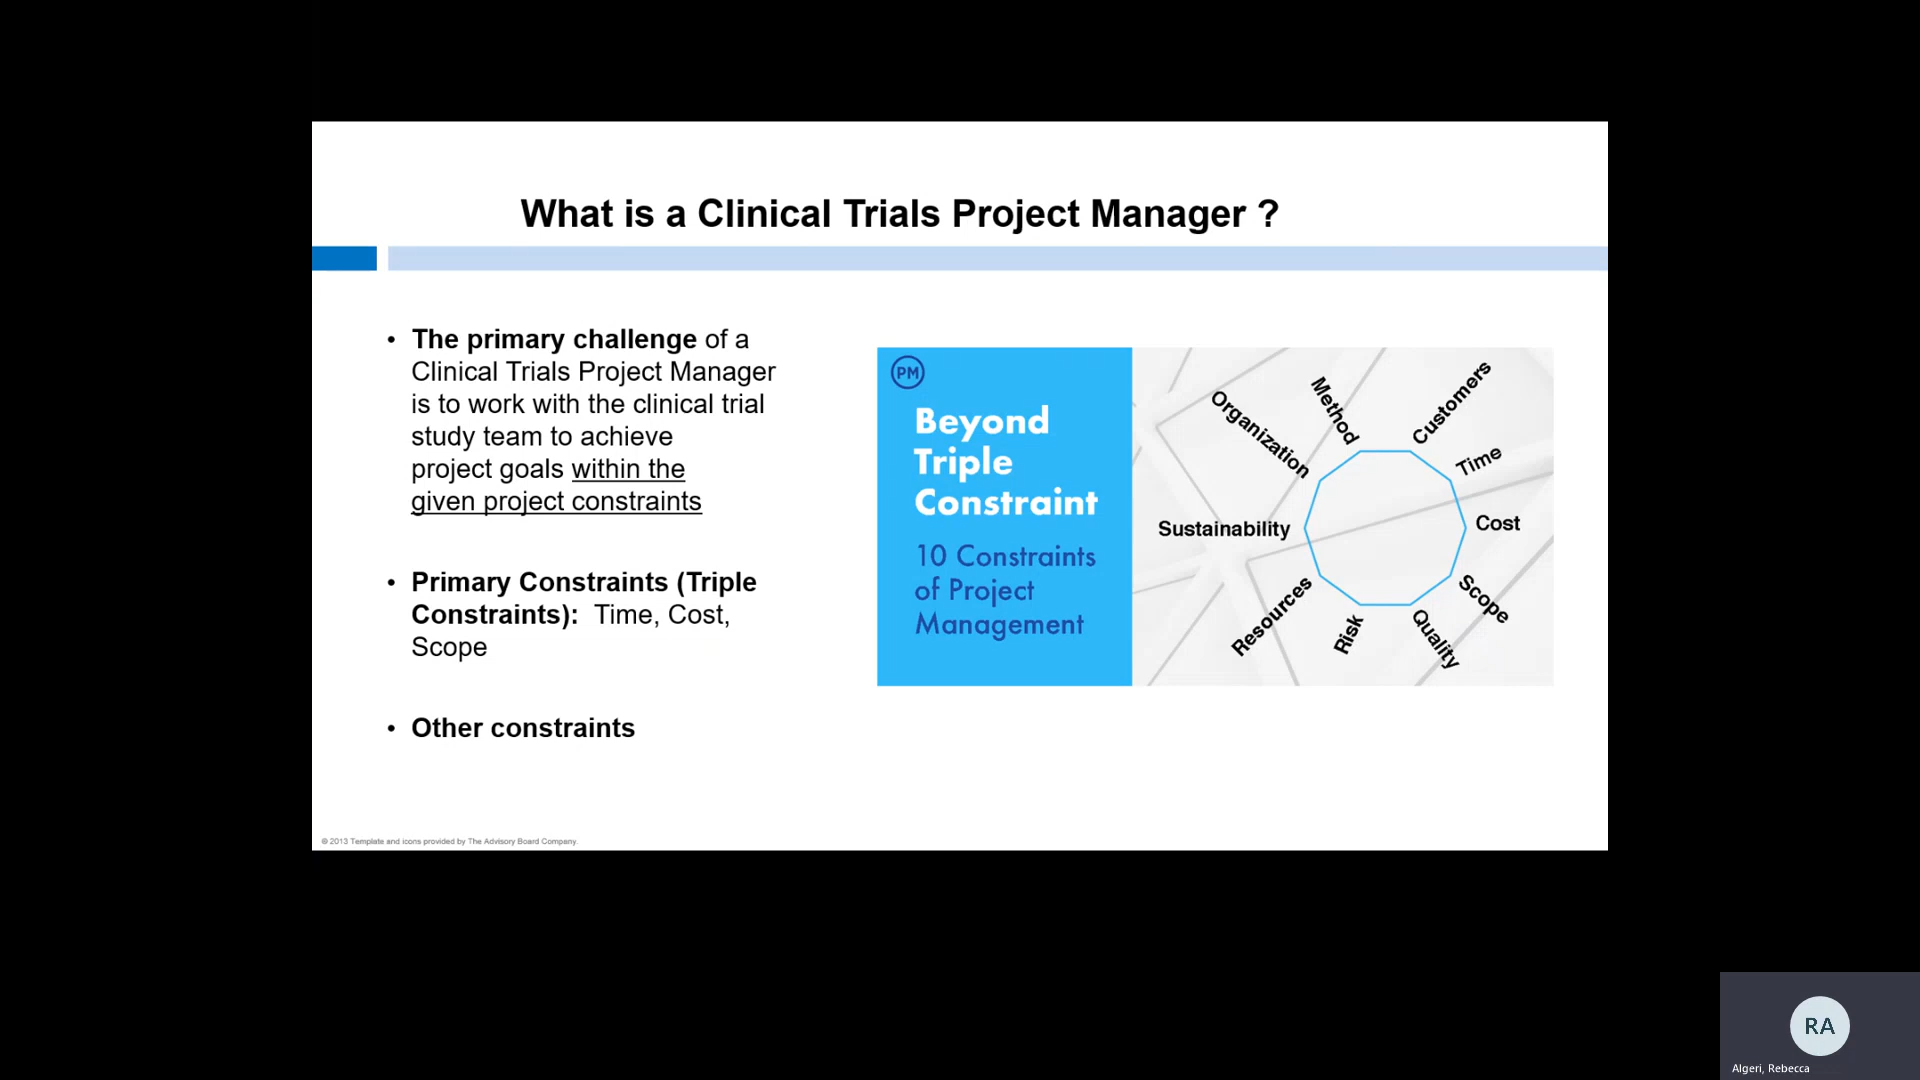 What is a Clinical Trials Project Manager ?
• The primary challenge of a
Clinical Trials Project Manager
is to work with the clinical trial
study team to achieve
project goals within the
given project constraints
• Primary Constraints (Triple
Constraints):  Time, Cost,
Scope
• Other constraints
PM
Beyond
Triple
Constraint
10 Constraints
of Project
Management
Organization
Method
Customers
Time
Cost
Scope
Quality
Risk
Resources
Sustainability
© 2013 Template and icons provided by The Advisory Board Company.
RA
Algeri, Rebecca